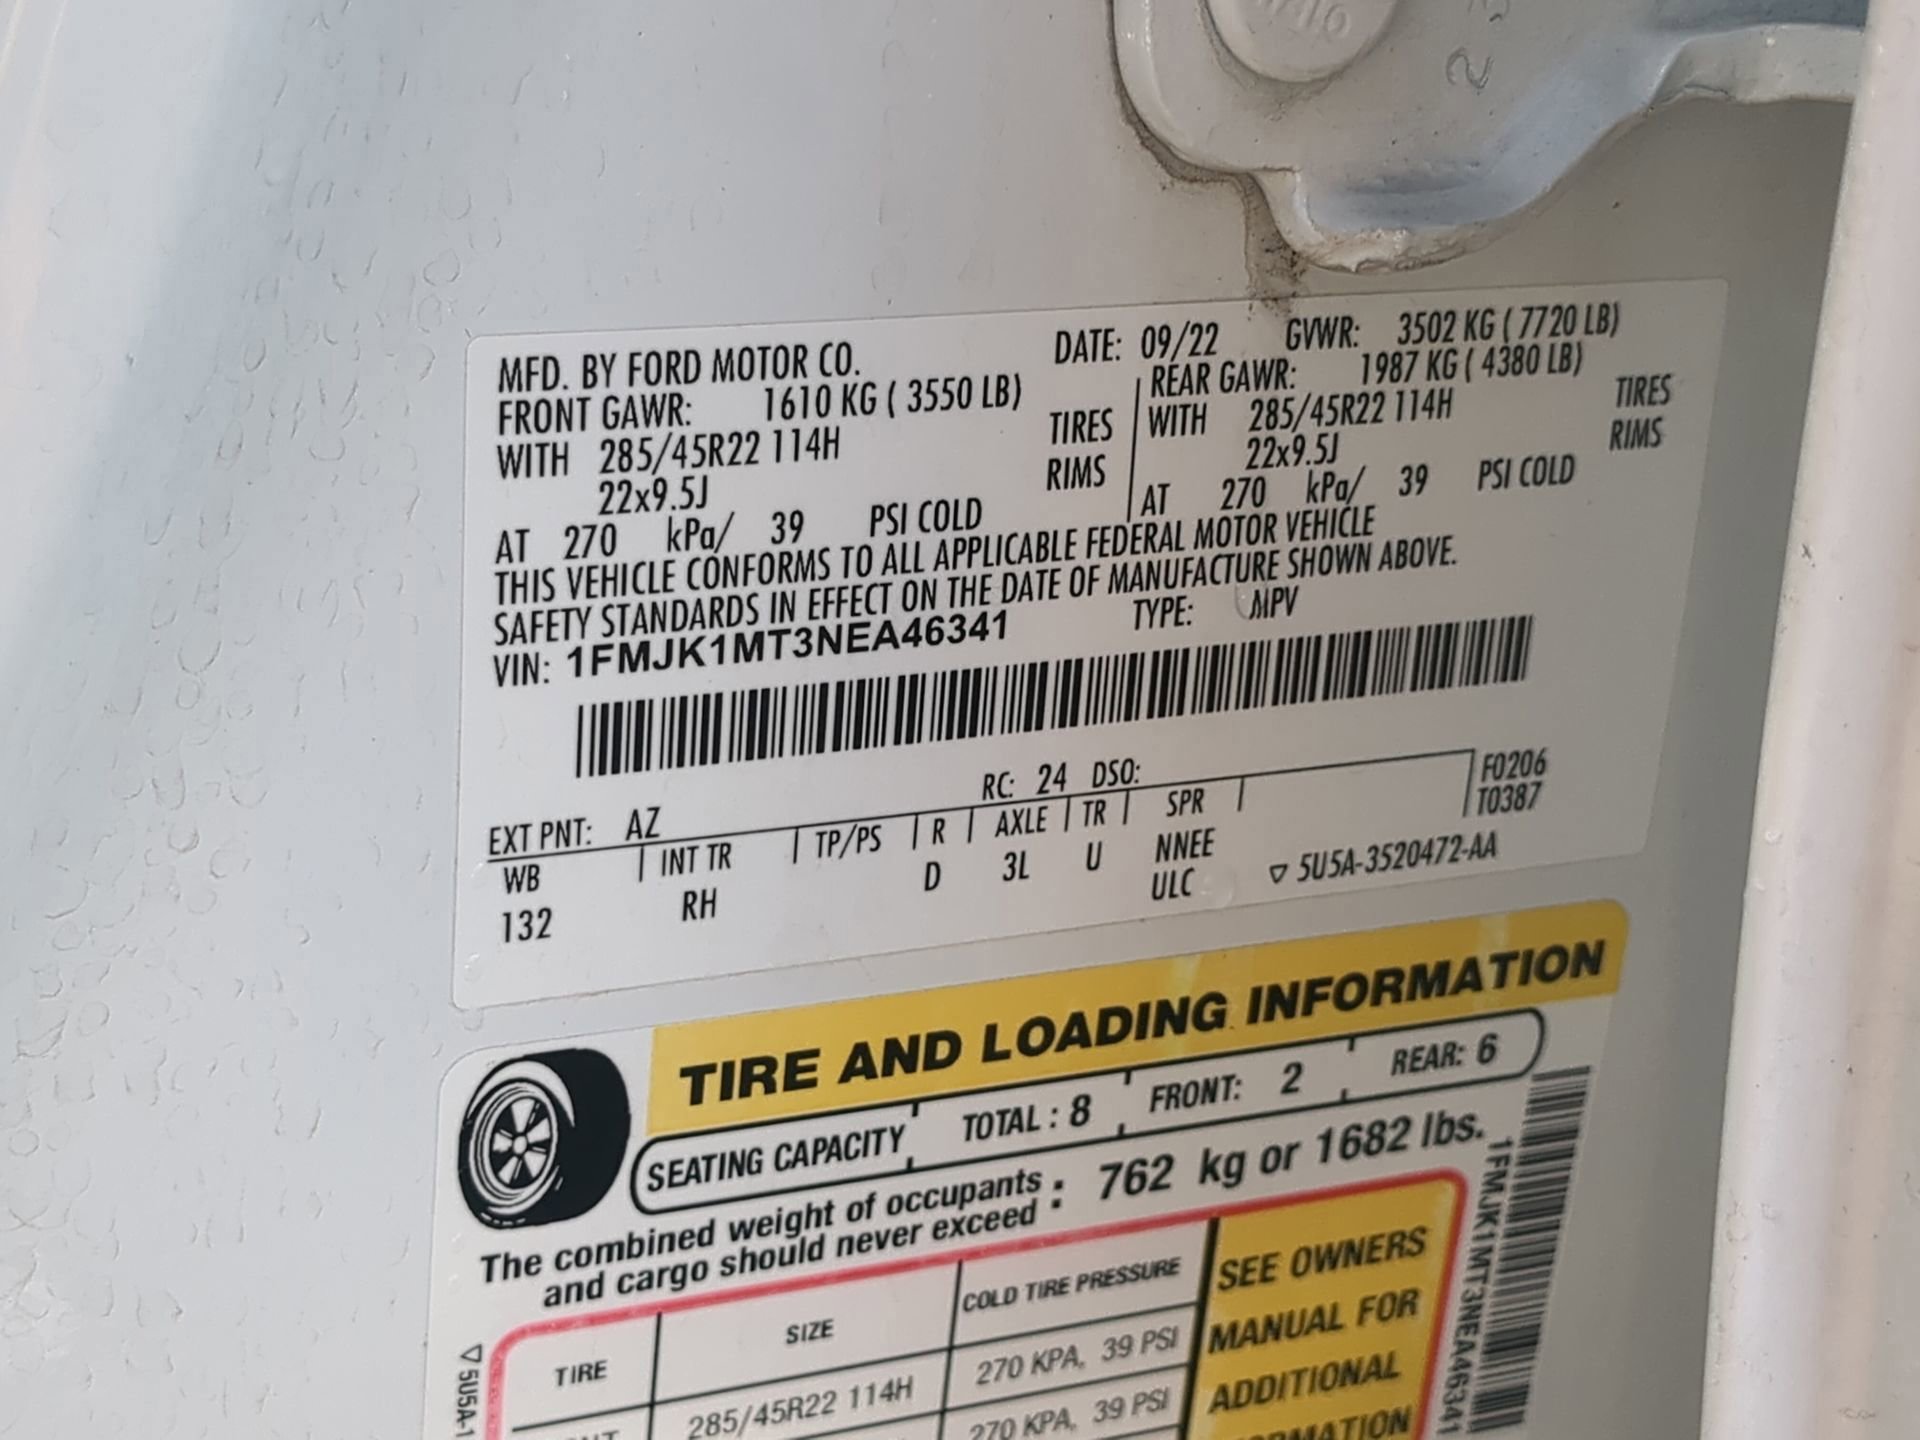 MFD. BY FORD MOTOR CO. DATE: 09/22 GVWR: 3502 KG ( 7720 LB)
FRONT GAWR: 1610 KG ( 3550 LB) REAR GAWR: 1987 KG ( 4380 LB)
WITH 285/45R22 114H TIRES WITH 285/45R22 114H TIRES
22x9.5J RIMS 22x9.5J RIMS
AT 270 kPa/ 39 PSI COLD AT 270 kPa/ 39 PSI COLD
THIS VEHICLE CONFORMS TO ALL APPLICABLE FEDERAL MOTOR VEHICLE
SAFETY STANDARDS IN EFFECT ON THE DATE OF MANUFACTURE SHOWN ABOVE.
VIN: 1FMJK1MT3NEA46341 TYPE: MPV
EXT PNT: AZ RC: 24 DSO: F0206
WB INT TR TP/PS R AXLE TR SPR T0387
132 RH D 3L U NNEE
ULC ▽ 5U5A-3520472-AA
TIRE AND LOADING INFORMATION
SEATING CAPACITY TOTAL : 8 FRONT: 2 REAR: 6
The combined weight of occupants
and cargo should never exceed : 762 kg or 1682 lbs.
TIRE SIZE COLD TIRE PRESSURE
285/45R22 114H 270 KPA, 39 PSI
270 KPA, 39 PSI
SEE OWNERS
MANUAL FOR
ADDITIONAL
1FMJK1MT3NEA46341
▽ 5U5A-1